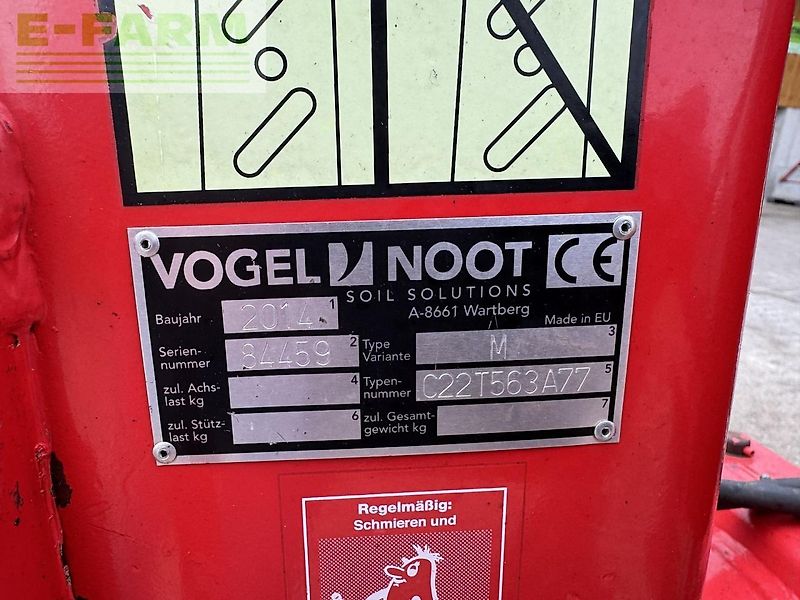 E-FARM
VOGEL NOOT CE
SOIL SOLUTIONS
A-8661 Wartberg
Made in EU
Baujahr 2014 1
Serien-
nummer 84459 2
Type
Variante M 3
zul. Achs-
last kg 4
Typen-
nummer C22T563A77 5
zul. Stütz-
last kg 6
zul. Gesamt-
gewicht kg 7
Regelmäßig:
Schmieren und